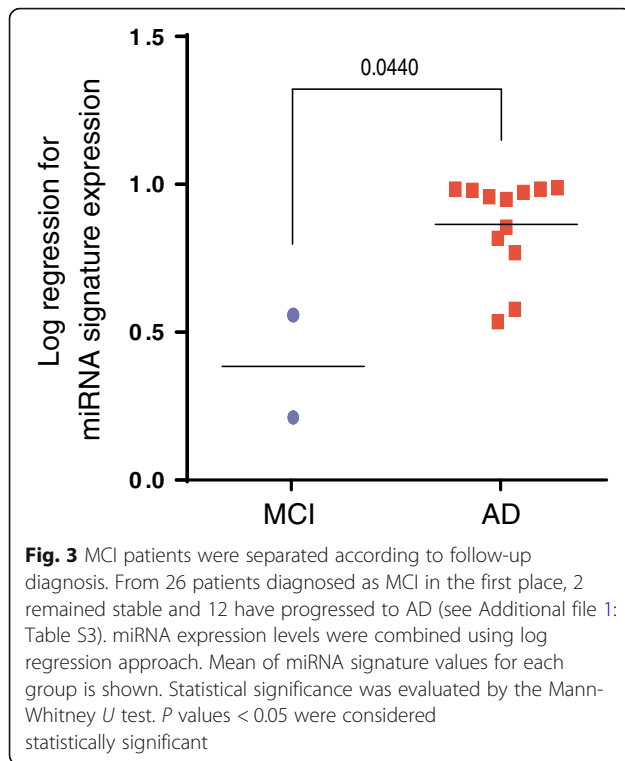 1.5
0.0440
1.0
0.5
0.0
Log regression for
miRNA signature expression
MCI AD
Fig. 3 MCI patients were separated according to follow-up
diagnosis. From 26 patients diagnosed as MCI in the first place, 2
remained stable and 12 have progressed to AD (see Additional file 1:
Table S3). miRNA expression levels were combined using log
regression approach. Mean of miRNA signature values for each
group is shown. Statistical significance was evaluated by the Mann-
Whitney U test. P values < 0.05 were considered
statistically significant